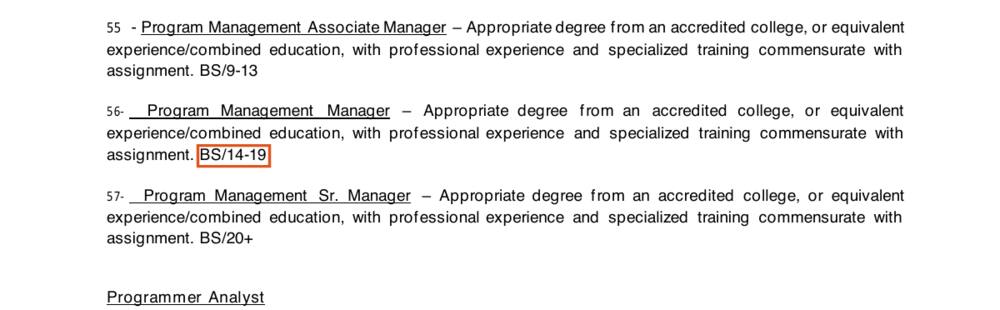 55 - Program Management Associate Manager – Appropriate degree from an accredited college, or equivalent
experience/combined education, with professional experience and specialized training commensurate with
assignment. BS/9-13
56- Program Management Manager – Appropriate degree from an accredited college, or equivalent
experience/combined education, with professional experience and specialized training commensurate with
assignment. BS/14-19
57- Program Management Sr. Manager – Appropriate degree from an accredited college, or equivalent
experience/combined education, with professional experience and specialized training commensurate with
assignment. BS/20+
Programmer Analyst